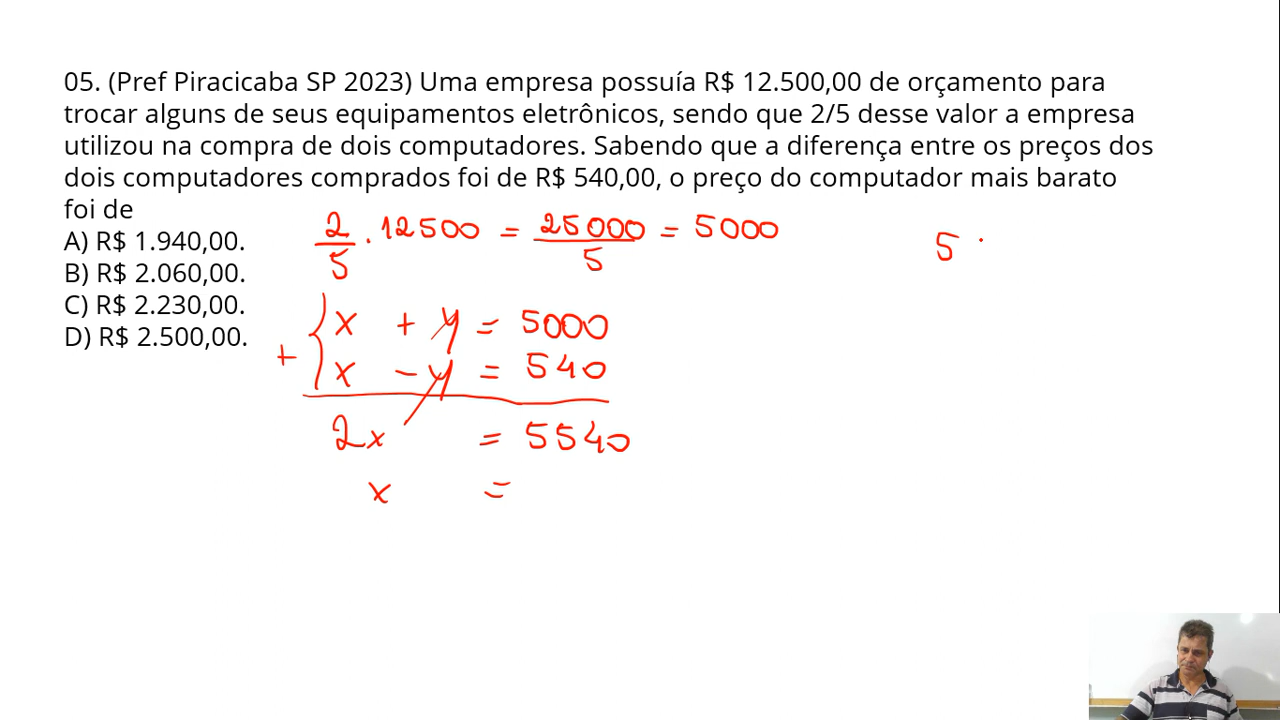 05. (Pref Piracicaba SP 2023) Uma empresa possuía R$ 12.500,00 de orçamento para
trocar alguns de seus equipamentos eletrônicos, sendo que 2/5 desse valor a empresa
utilizou na compra de dois computadores. Sabendo que a diferença entre os preços dos
dois computadores comprados foi de R$ 540,00, o preço do computador mais barato
foi de
A) R$ 1.940,00.
B) R$ 2.060,00.
C) R$ 2.230,00.
D) R$ 2.500,00.
2/5 . 12500 = 25000/5 = 5000
5
x + y = 5000
+ x - y = 540
2x = 5540
x =